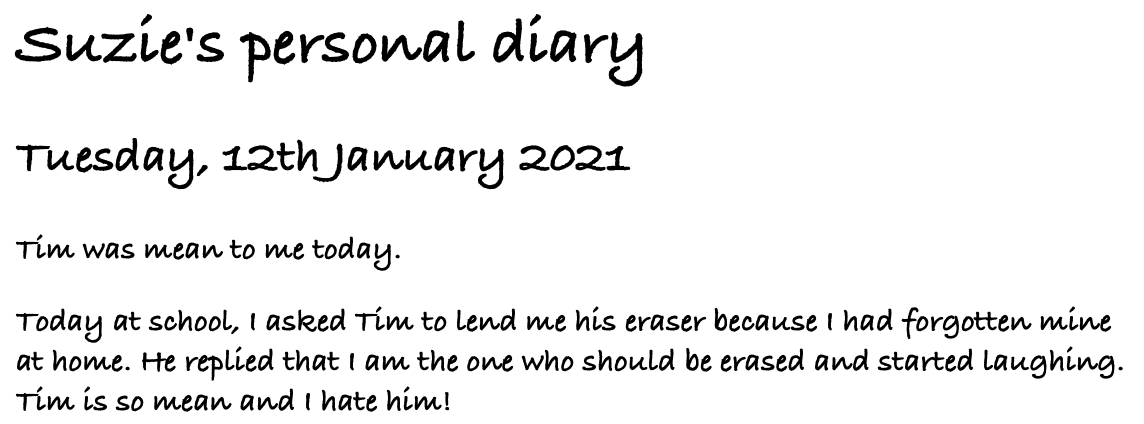 Suzie's personal diary
Tuesday, 12th January 2021
Tim was mean to me today.
Today at school, I asked Tim to lend me his eraser because I had forgotten mine
at home. He replied that I am the one who should be erased and started laughing.
Tim is so mean and I hate him!